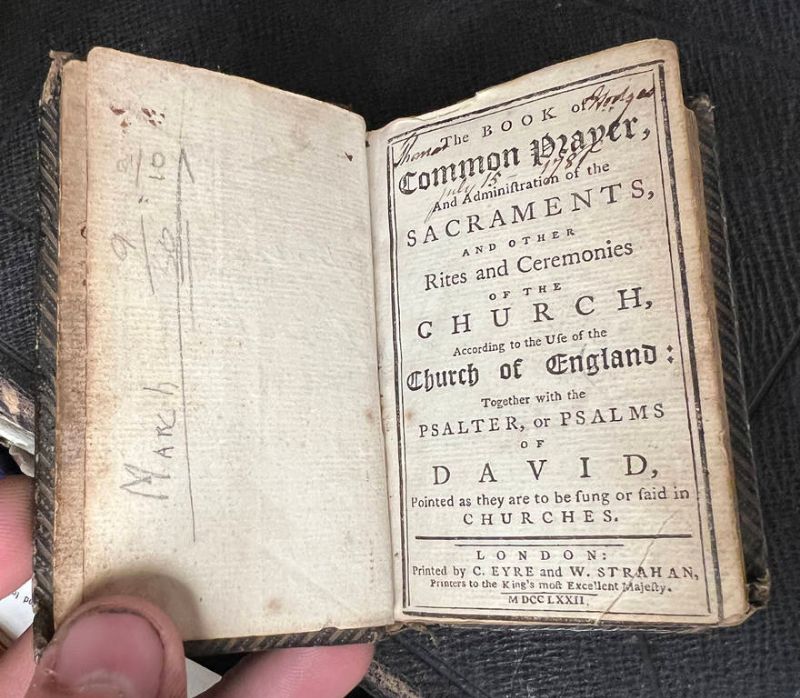 March
The BOOK of
Common Prayer,
Thomas Hodges
July 15 - 178
And Adminiſtration of the
SACRAMENTS,
AND OTHER
Rites and Ceremonies
OF THE
CHURCH,
According to the Uſe of the
Church of England:
Together with the
PSALTER, or PSALMS
OF
DAVID,
Pointed as they are to be ſung or ſaid in
CHURCHES.
LONDON:
Printed by C. EYRE and W. STRAHAN,
Printers to the King's moſt Excellent Majeſty.
MDCCLXXII.